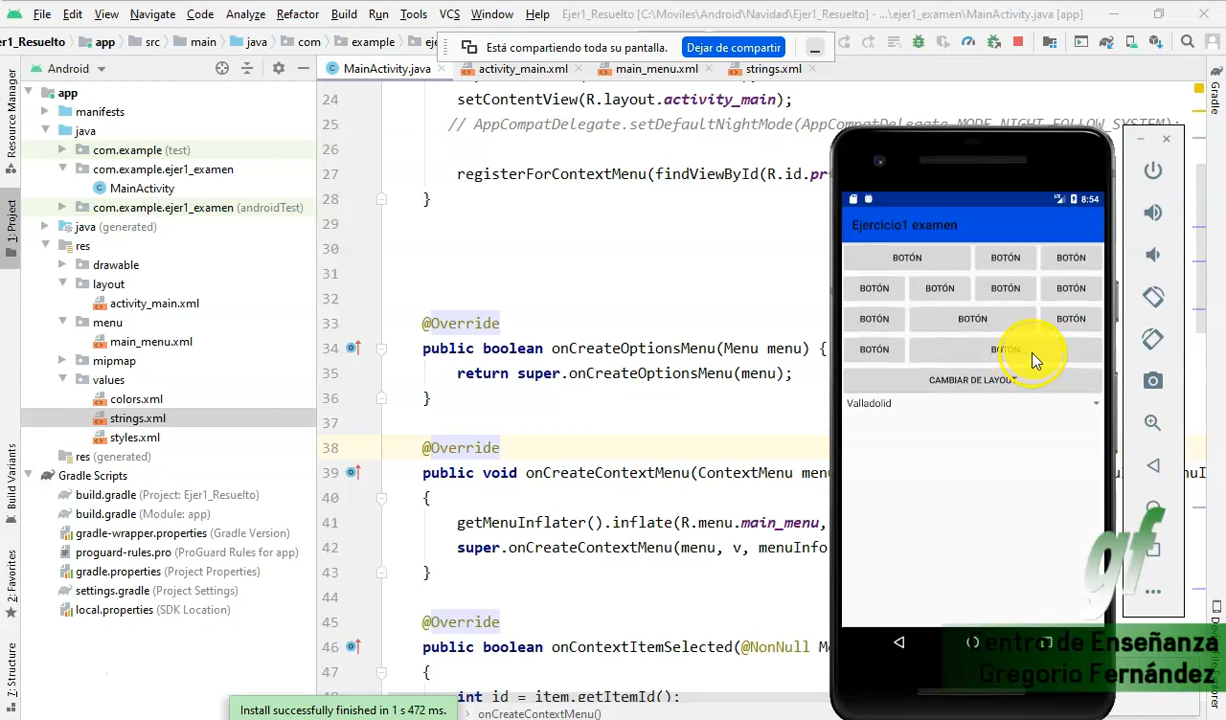 File Edit View Navigate Code Analyze Refactor Build Run Tools VCS Window Help Ejer1_Resuelto [C:\Moviles\Android\Navidad\Ejer1_Resuelto] - ...\ejer1_examen\MainActivity.java [app]
er1_Resuelto app src main java com example
Está compartiendo toda su pantalla. Dejar de compartir
Android
MainActivity.java activity_main.xml main_menu.xml strings.xml
Resource Manager
1: Project
Build Variants
2: Favorites
7: Structure
Gradle
app
manifests
java
com.example (test)
com.example.ejer1_examen
MainActivity
com.example.ejer1_examen (androidTest)
java (generated)
res
drawable
layout
activity_main.xml
menu
main_menu.xml
mipmap
values
colors.xml
strings.xml
styles.xml
res (generated)
Gradle Scripts
build.gradle (Project: Ejer1_Resuelto)
build.gradle (Module: app)
gradle-wrapper.properties (Gradle Version)
proguard-rules.pro (ProGuard Rules for app)
gradle.properties (Project Properties)
settings.gradle (Project Settings)
local.properties (SDK Location)
24 setContentView(R.layout.activity_main);
25 // AppCompatDelegate.setDefaultNightMode(AppCompatDelegate.MODE_NIGHT_FOLLOW_SYSTEM);
26
27 registerForContextMenu(findViewById(R.id.pr
28 }
29
30
31
32
33 @Override
34 public boolean onCreateOptionsMenu(Menu menu) {
35 return super.onCreateOptionsMenu(menu);
36 }
37
38 @Override
39 public void onCreateContextMenu(ContextMenu menu
40 {
41 getMenuInflater().inflate(R.menu.main_menu,
42 super.onCreateContextMenu(menu, v, menuInfo
43 }
44
45 @Override
46 public boolean onContextItemSelected(@NonNull M
47 {
int id = item.getItemId();
onCreateContextMenu()
Install successfully finished in 1 s 472 ms.
8:54
Ejercicio1 examen
BOTÓN BOTÓN BOTÓN
BOTÓN BOTÓN BOTÓN BOTÓN
BOTÓN BOTÓN BOTÓN
BOTÓN BOTÓN
CAMBIAR DE LAYOUT
Valladolid
gf
Centro de Enseñanza
Gregorio Fernández